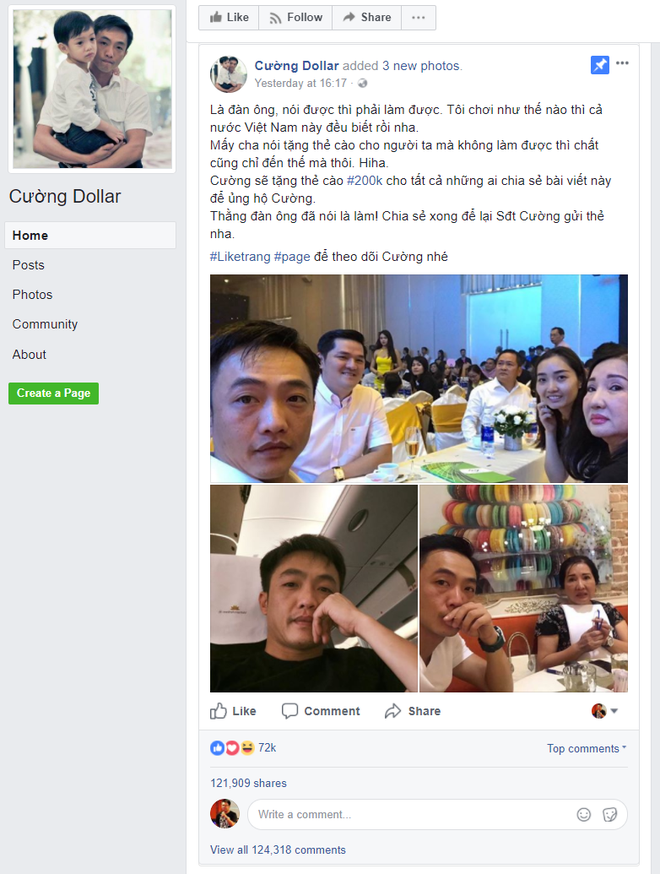 Like
Follow
Share
Cường Dollar added 3 new photos.
Yesterday at 16:17
Là đàn ông, nói được thì phải làm được. Tôi chơi như thế nào thì cả
nước Việt Nam này đều biết rồi nha.
Mấy cha nói tặng thẻ cào cho người ta mà không làm được thì chất
cũng chỉ đến thế mà thôi. Hiha.
Cường sẽ tặng thẻ cào #200k cho tất cả những ai chia sẻ bài viết này
để ủng hộ Cường.
Thằng đàn ông đã nói là làm! Chia sẻ xong để lại Sđt Cường gửi thẻ
nha.
#Liketrang #page để theo dõi Cường nhé
Cường Dollar
Home
Posts
Photos
Community
About
Create a Page
Like
Comment
Share
72k
Top comments
121,909 shares
Write a comment...
View all 124,318 comments